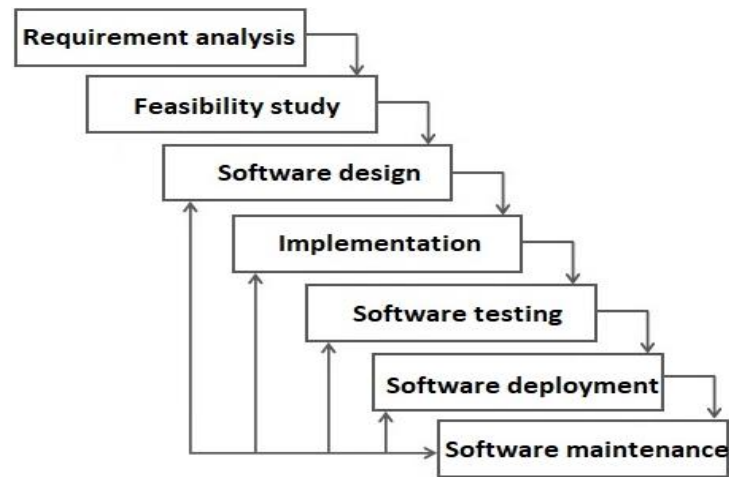 Requirement analysis
Feasibility study
Software design
Implementation
Software testing
Software deployment
Software maintenance